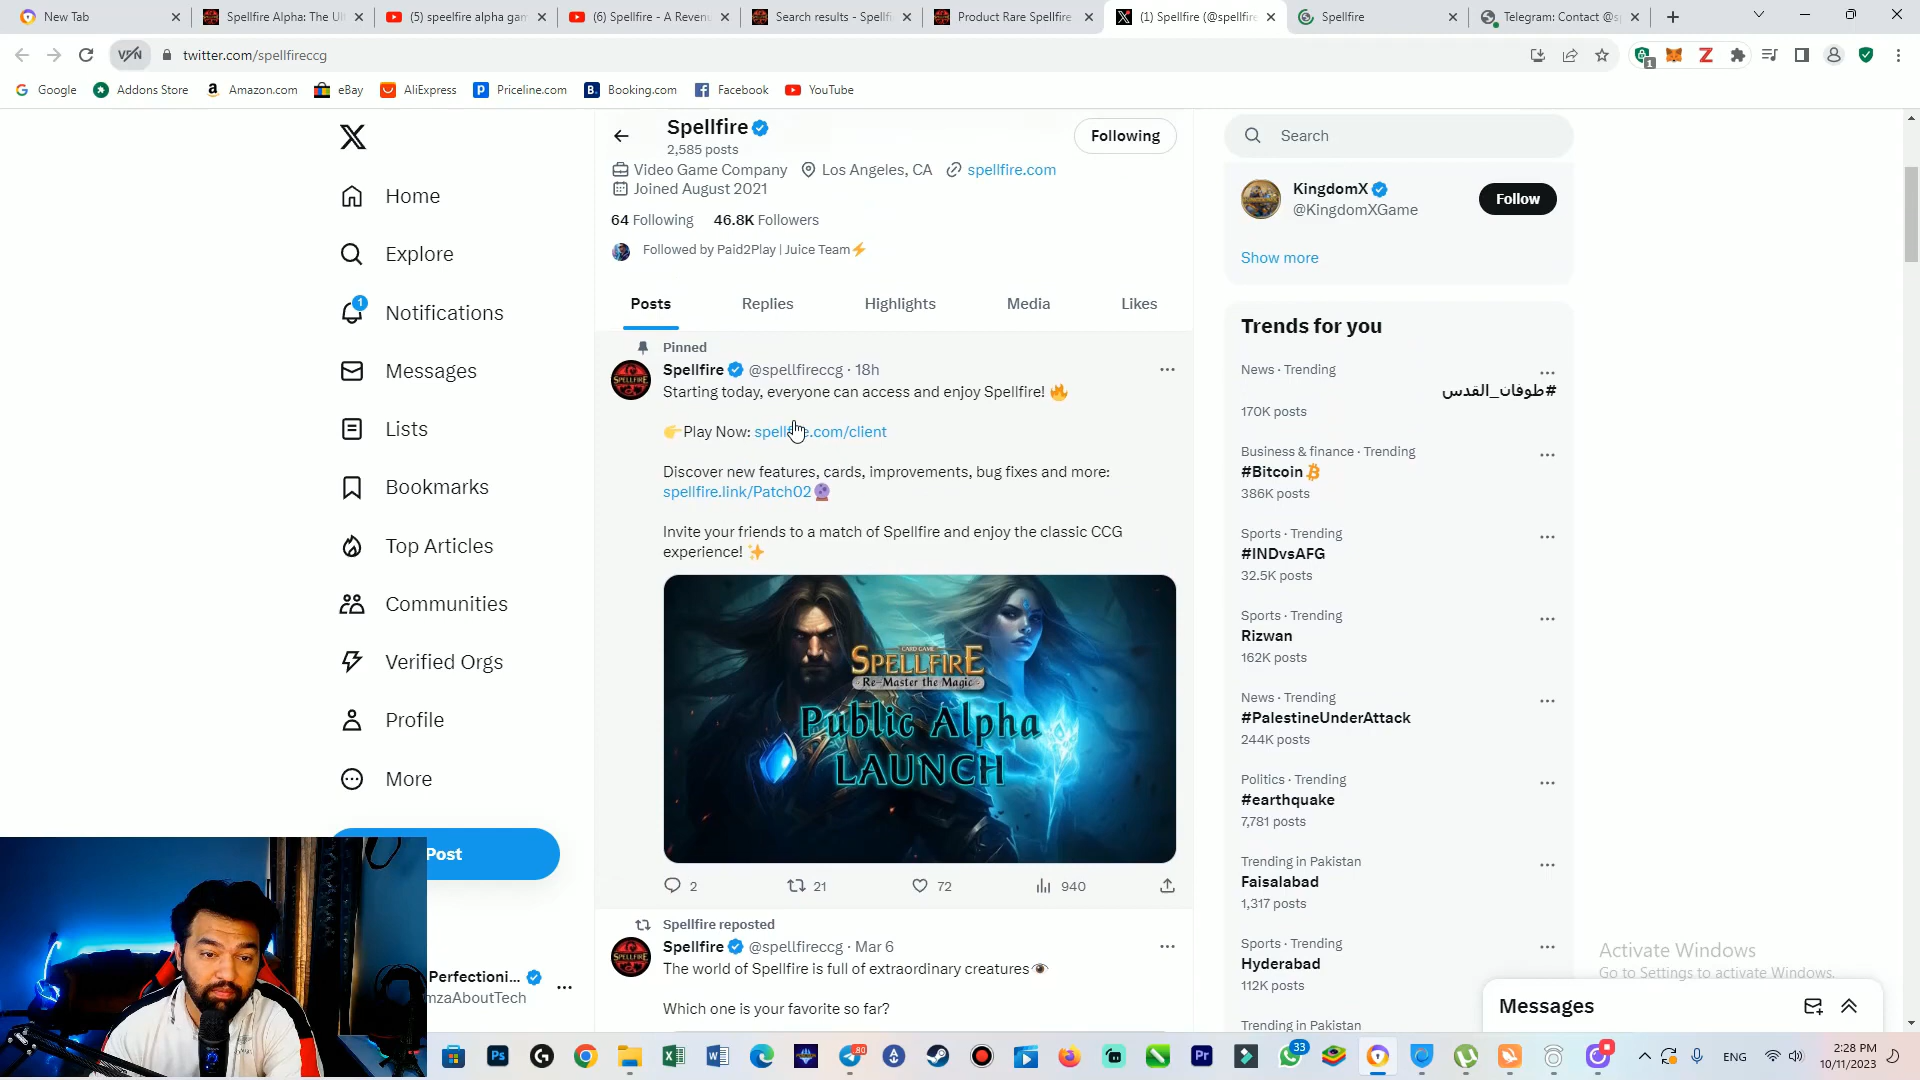 New Tab
Spellfire Alpha: The Ul
(5) speelfire alpha gam
(6) Spellfire - A Revenu
Search results - Spellfi
Product Rare Spellfire
(1) Spellfire (@spellfire
Spellfire
Telegram: Contact @sp
VPN
twitter.com/spellfireccg
Google
Addons Store
Amazon.com
eBay
AliExpress
Priceline.com
Booking.com
Facebook
YouTube
Home
Explore
1
Notifications
Messages
Lists
Bookmarks
Top Articles
Communities
Verified Orgs
Profile
More
Post
Perfectioni...
mzaAboutTech
Spellfire
2,585 posts
Following
Video Game Company
Los Angeles, CA
spellfire.com
Joined August 2021
64 Following
46.8K Followers
Followed by Paid2Play | Juice Team⚡
Posts
Replies
Highlights
Media
Likes
Pinned
Spellfire @spellfireccg · 18h
Starting today, everyone can access and enjoy Spellfire! 🔥
👉Play Now: spellfire.com/client
Discover new features, cards, improvements, bug fixes and more:
spellfire.link/Patch02🔮
Invite your friends to a match of Spellfire and enjoy the classic CCG
experience! ✨
CARD GAME
SPELLFIRE
Re-Master the Magic
Public Alpha
LAUNCH
2
21
72
940
Spellfire reposted
Spellfire @spellfireccg · Mar 6
The world of Spellfire is full of extraordinary creatures👁
Which one is your favorite so far?
Search
KingdomX
@KingdomXGame
Follow
Show more
Trends for you
News · Trending
#طوفان_القدس
170K posts
Business & finance · Trending
#Bitcoin
386K posts
Sports · Trending
#INDvsAFG
32.5K posts
Sports · Trending
Rizwan
162K posts
News · Trending
#PalestineUnderAttack
244K posts
Politics · Trending
#earthquake
7,781 posts
Trending in Pakistan
Faisalabad
1,317 posts
Sports · Trending
Hyderabad
112K posts
Trending in Pakistan
Activate Windows
Go to Settings to activate Windows.
Messages
80
33
ENG
2:28 PM
10/11/2023